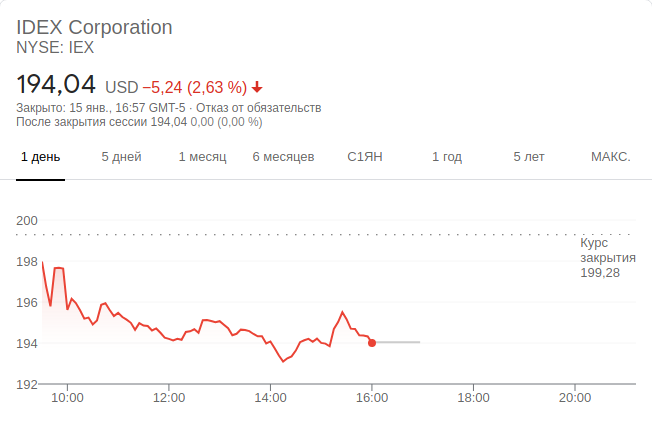 IDEX Corporation
NYSE: IEX
194,04 USD −5,24 (2,63 %)
Закрыто: 15 янв., 16:57 GMT-5 · Отказ от обязательств
После закрытия сессии 194,04 0,00 (0,00 %)
1 день 5 дней 1 месяц 6 месяцев С1ЯН 1 год 5 лет МАКС.
200
Курс
закрытия
199,28
198
196
194
192
10:00 12:00 14:00 16:00 18:00 20:00